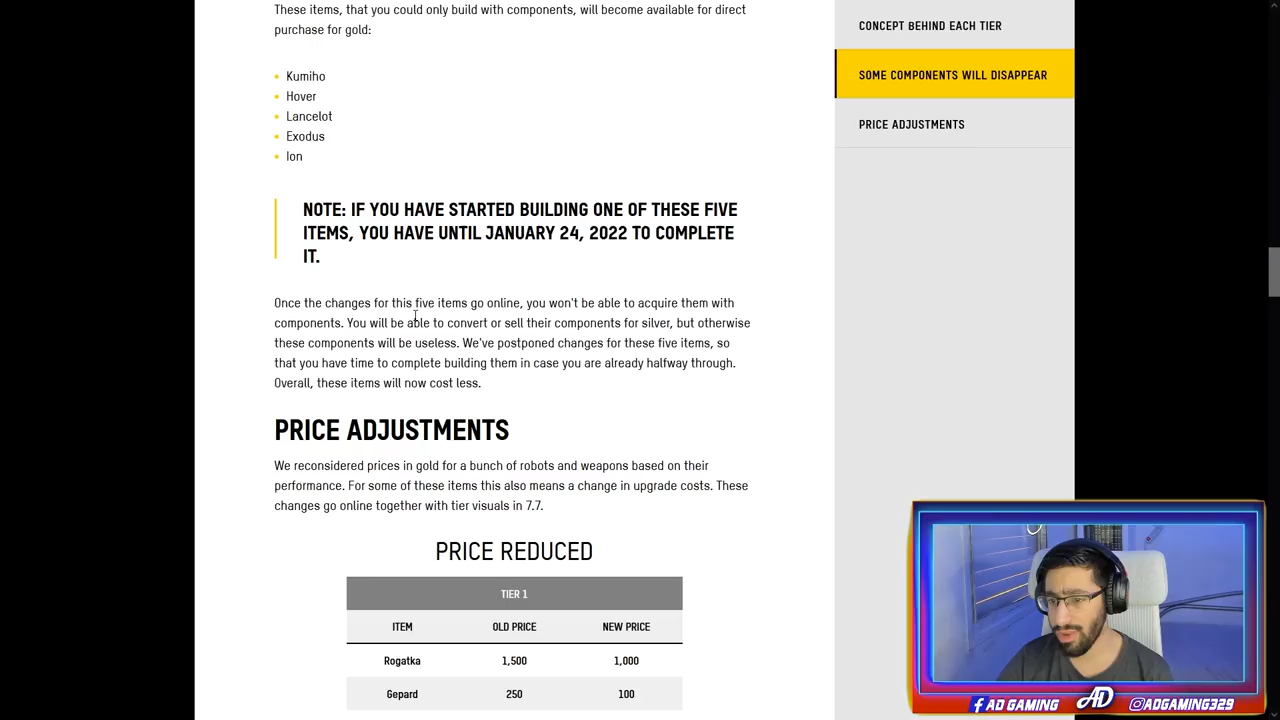 These items, that you could only build with components, will become available for direct
purchase for gold:
Kumiho
Hover
Lancelot
Exodus
Ion
NOTE: IF YOU HAVE STARTED BUILDING ONE OF THESE FIVE
ITEMS, YOU HAVE UNTIL JANUARY 24, 2022 TO COMPLETE
IT.
Once the changes for this five items go online, you won't be able to acquire them with
components. You will be able to convert or sell their components for silver, but otherwise
these components will be useless. We've postponed changes for these five items, so
that you have time to complete building them in case you are already halfway through.
Overall, these items will now cost less.
PRICE ADJUSTMENTS
We reconsidered prices in gold for a bunch of robots and weapons based on their
performance. For some of these items this also means a change in upgrade costs. These
changes go online together with tier visuals in 7.7.
PRICE REDUCED
TIER 1
ITEM OLD PRICE NEW PRICE
Rogatka 1,500 1,000
Gepard 250 100
CONCEPT BEHIND EACH TIER
SOME COMPONENTS WILL DISAPPEAR
PRICE ADJUSTMENTS
f AD GAMING AD @ADGAMING329